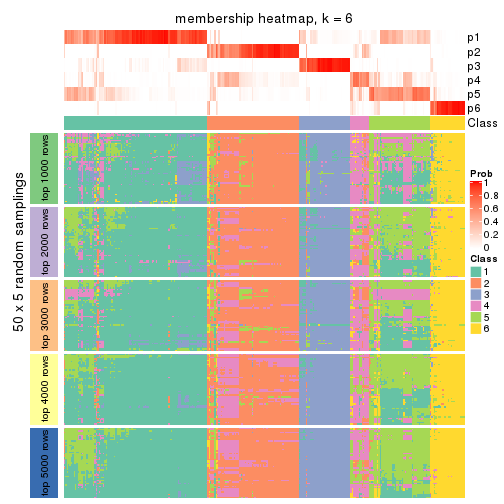 membership heatmap, k = 6
p1
p2
p3
p4
p5
p6
Class
50 x 5 random samplings
top 1000 rows
top 2000 rows
top 3000 rows
top 4000 rows
top 5000 rows
Prob
1
0.8
0.6
0.4
0.2
0
Class
1
2
3
4
5
6